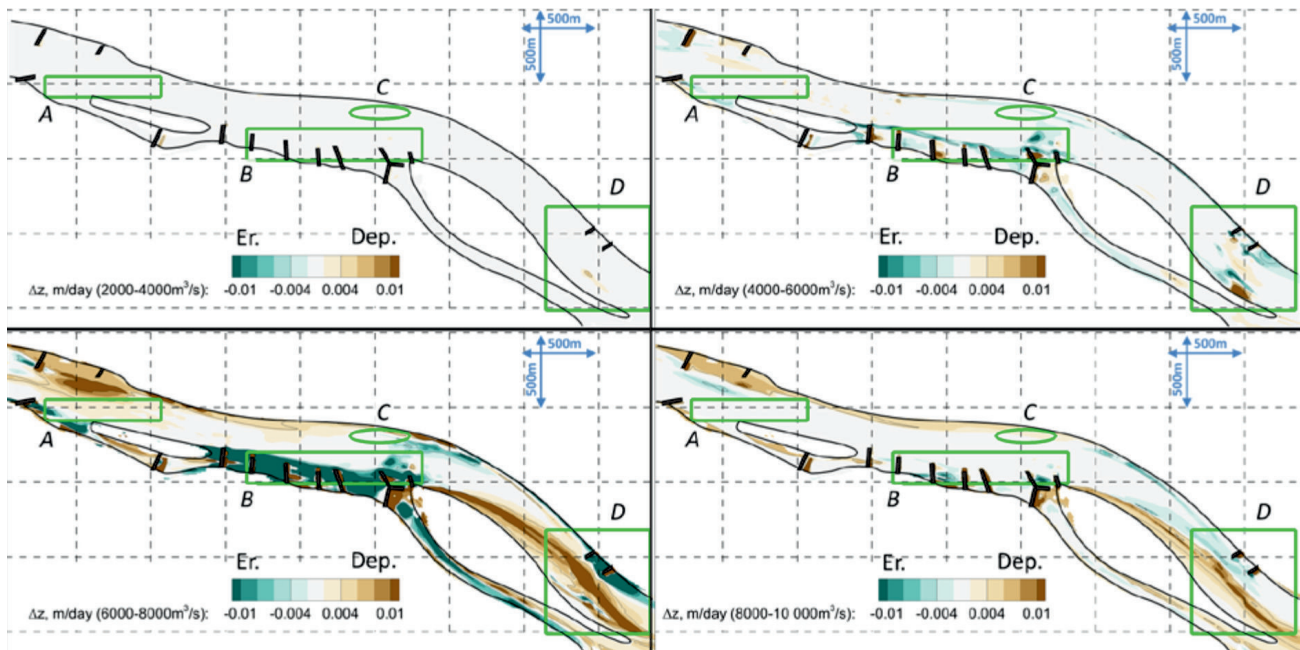 500m
500m
A
B
C
D
Er. Dep.
-0.01 -0.004 0.004 0.01
Δz, m/day (2000-4000m³/s):
500m
500m
A
B
C
D
Er. Dep.
-0.01 -0.004 0.004 0.01
Δz, m/day (4000-6000m³/s):
500m
500m
A
B
C
D
Er. Dep.
-0.01 -0.004 0.004 0.01
Δz, m/day (6000-8000m³/s):
500m
500m
A
B
C
D
Er. Dep.
-0.01 -0.004 0.004 0.01
Δz, m/day (8000-10 000m³/s):